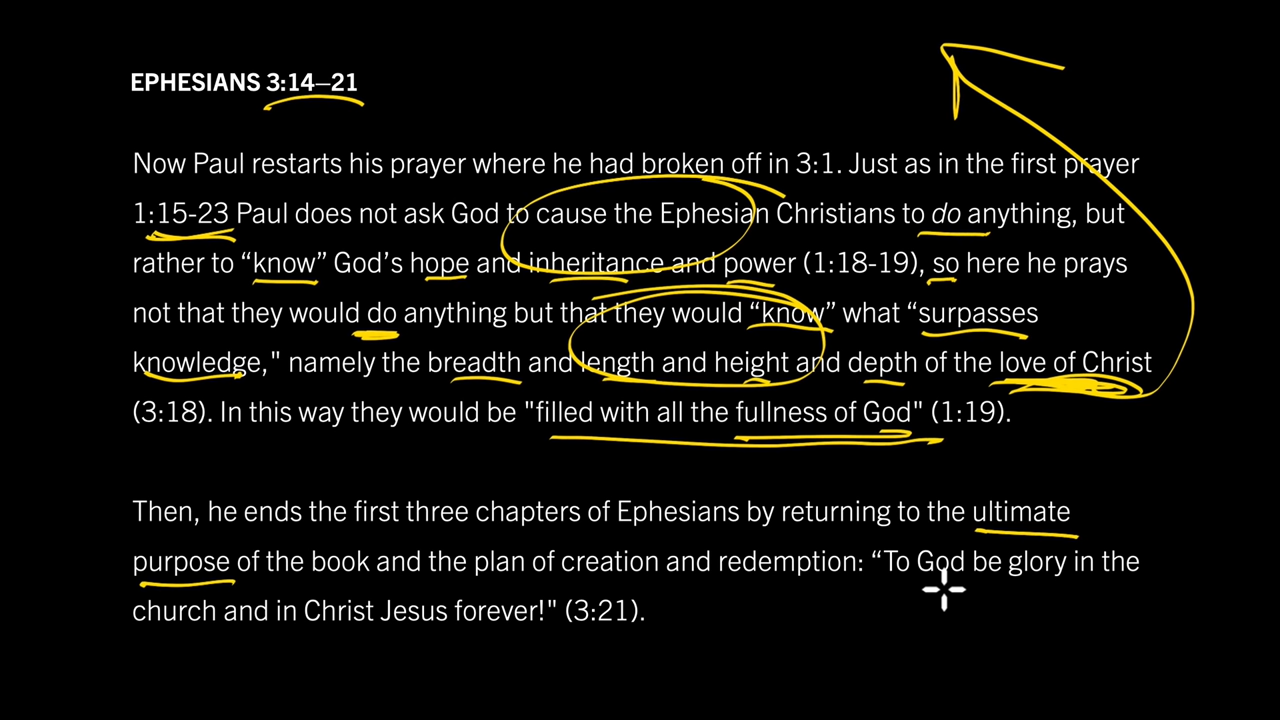 EPHESIANS 3:14–21
Now Paul restarts his prayer where he had broken off in 3:1. Just as in the first prayer
1:15-23 Paul does not ask God to cause the Ephesian Christians to do anything, but
rather to “know” God’s hope and inheritance and power (1:18-19), so here he prays
not that they would do anything but that they would “know” what “surpasses
knowledge," namely the breadth and length and height and depth of the love of Christ
(3:18). In this way they would be "filled with all the fullness of God" (1:19).
Then, he ends the first three chapters of Ephesians by returning to the ultimate
purpose of the book and the plan of creation and redemption: “To God be glory in the
church and in Christ Jesus forever!" (3:21).